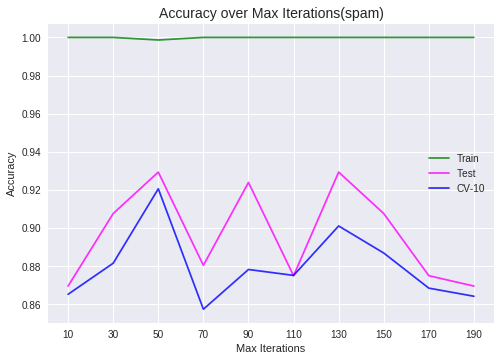 Accuracy over Max Iterations(spam)
1.00
0.98
0.96
0.94
0.92
0.90
0.88
0.86
Accuracy
Train
Test
CV-10
10 30 50 70 90 110 130 150 170 190
Max Iterations